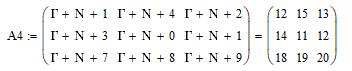 A4 := ( Γ + N + 1   Γ + N + 4   Γ + N + 2
Γ + N + 3   Γ + N + 0   Γ + N + 1
Γ + N + 7   Γ + N + 8   Γ + N + 9 ) = ( 12 15 13
14 11 12
18 19 20 )